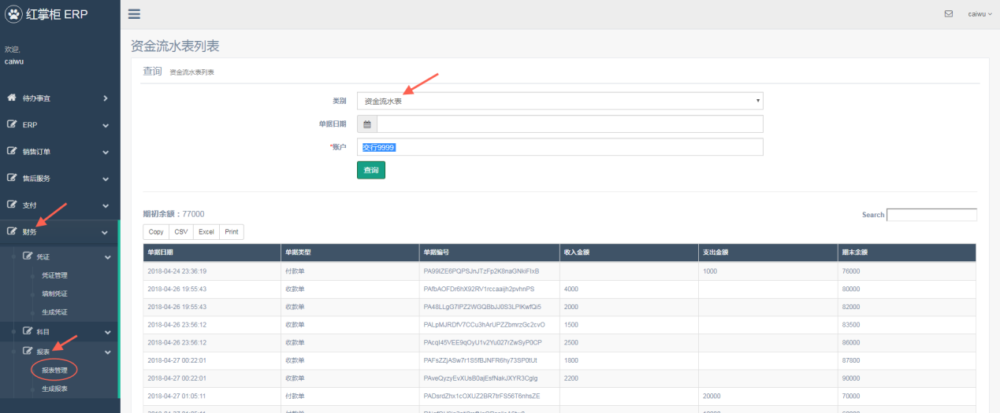 红掌柜 ERP
caiwu
欢迎,
caiwu
待办事宜
ERP
销售订单
售后服务
支付
财务
凭证
凭证管理
填制凭证
生成凭证
科目
报表
报表管理
生成报表
资金流水表列表
查询 资金流水表列表
类别 资金流水表
单据日期
*账户 交行9999
查询
期初余额：77000
Search
Copy CSV Excel Print
单据日期 单据类型 单据编号 收入金额 支出金额 期末余额
2018-04-24 23:36:19 付款单 PA99IZE6PQPSJnJTzFp2K8naGNkiFIxB 1000 76000
2018-04-26 19:55:43 收款单 PAfbAOFDr6hX92RV1rccaaijh2pvhnPS 4000 80000
2018-04-26 19:55:43 收款单 PA48LLgG7IPZ2WGQBbJJ0S3LPlKwfQi5 2000 82000
2018-04-26 23:56:12 收款单 PALpMJRDfV7CCu3hArUPZZbmrzGc2cvO 1500 83500
2018-04-26 23:56:12 收款单 PAcqI45VEE9qOyU1v2Yu027rZwSyP0CP 2500 86000
2018-04-27 00:22:01 收款单 PAFsZZjASw7r1S5fBJNFR6hy73SP0tUt 1800 87800
2018-04-27 00:22:01 收款单 PAveQyzyEvXUsB0ajEsfNakJXYR3CgIg 2200 90000
2018-04-27 01:05:11 付款单 PADsrdZhx1cOXUZ2BR7trFS56T6nhsZE 20000 70000